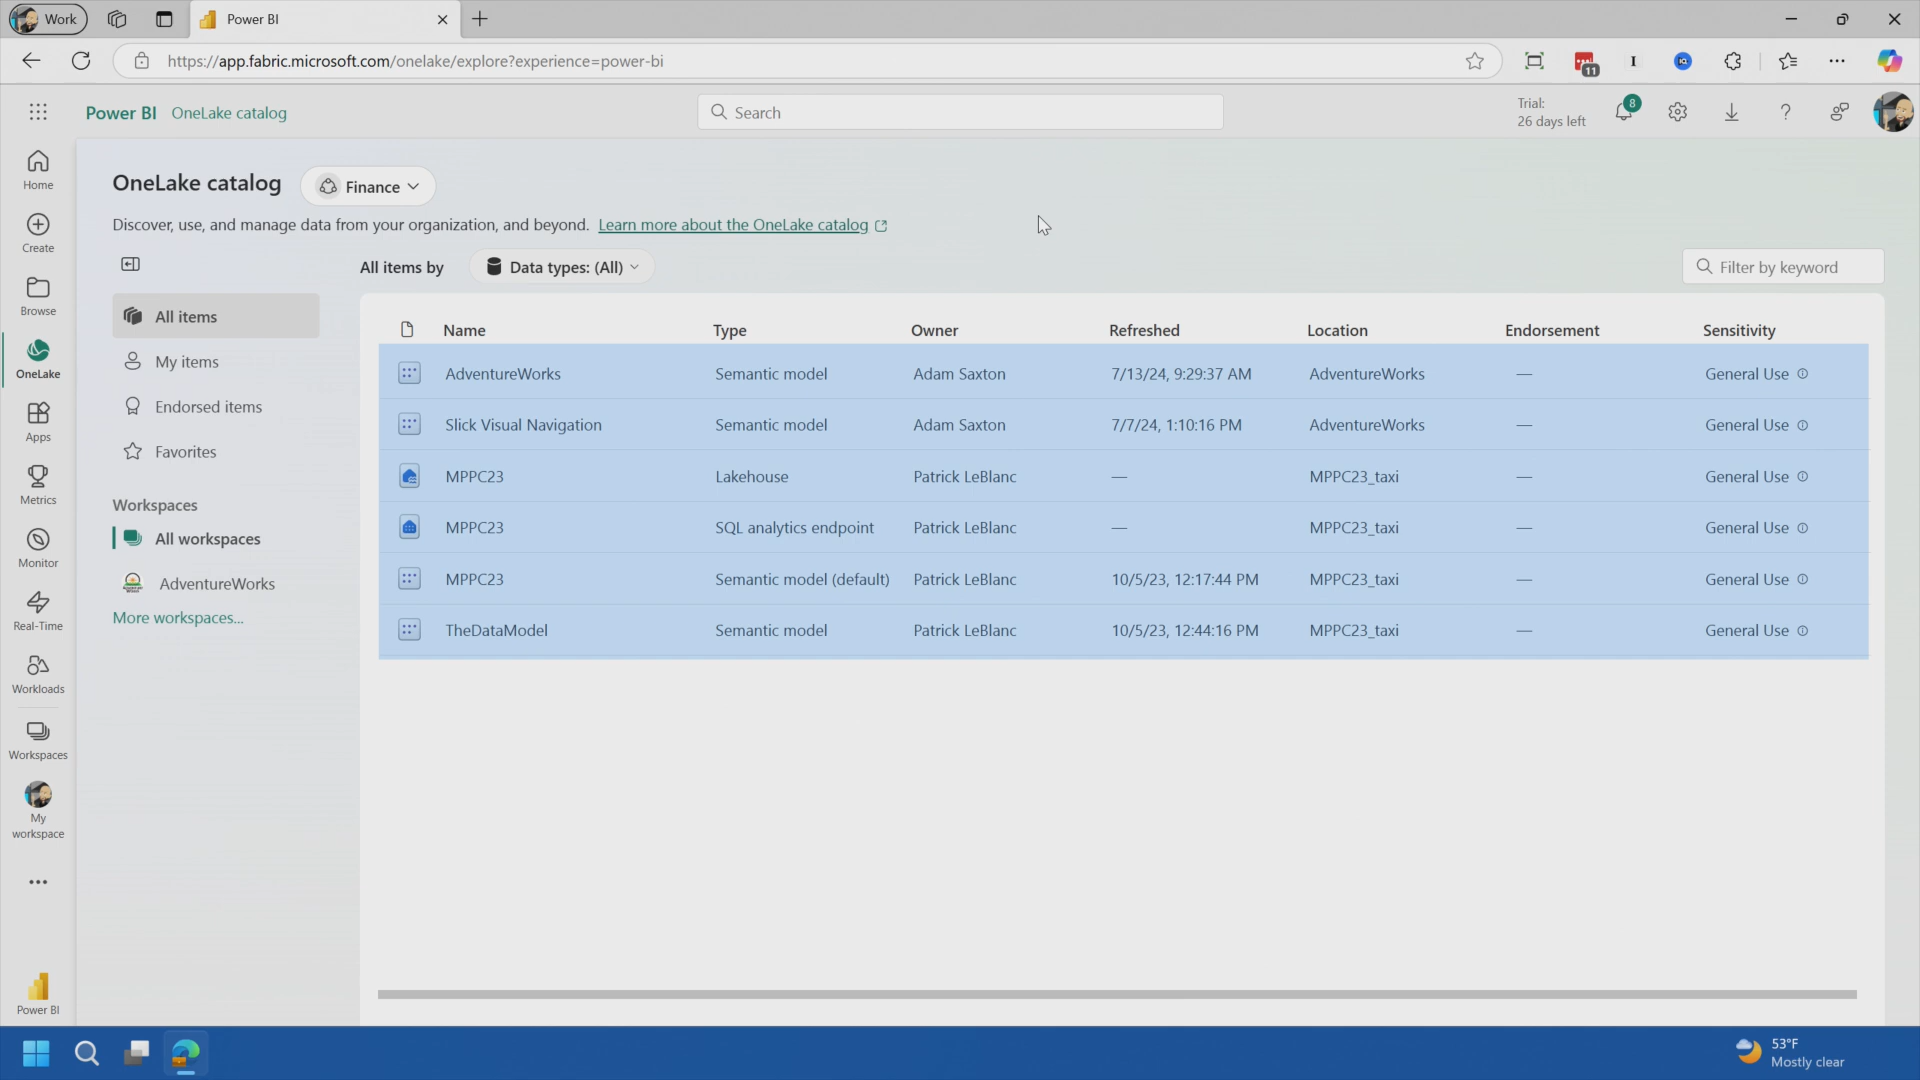 Work
Power BI
https://app.fabric.microsoft.com/onelake/explore?experience=power-bi
11
I
Power BI OneLake catalog
Search
Trial:
26 days left
8
Home
Create
Browse
OneLake
Apps
Metrics
Monitor
Real-Time
Workloads
Workspaces
My
workspace
Power BI
OneLake catalog
Finance
Discover, use, and manage data from your organization, and beyond. Learn more about the OneLake catalog
All items by
Data types: (All)
Filter by keyword
All items
My items
Endorsed items
Favorites
Workspaces
All workspaces
AdventureWorks
More workspaces...
Name Type Owner Refreshed Location Endorsement Sensitivity
AdventureWorks Semantic model Adam Saxton 7/13/24, 9:29:37 AM AdventureWorks — General Use
Slick Visual Navigation Semantic model Adam Saxton 7/7/24, 1:10:16 PM AdventureWorks — General Use
MPPC23 Lakehouse Patrick LeBlanc — MPPC23_taxi — General Use
MPPC23 SQL analytics endpoint Patrick LeBlanc — MPPC23_taxi — General Use
MPPC23 Semantic model (default) Patrick LeBlanc 10/5/23, 12:17:44 PM MPPC23_taxi — General Use
TheDataModel Semantic model Patrick LeBlanc 10/5/23, 12:44:16 PM MPPC23_taxi — General Use
53°F
Mostly clear